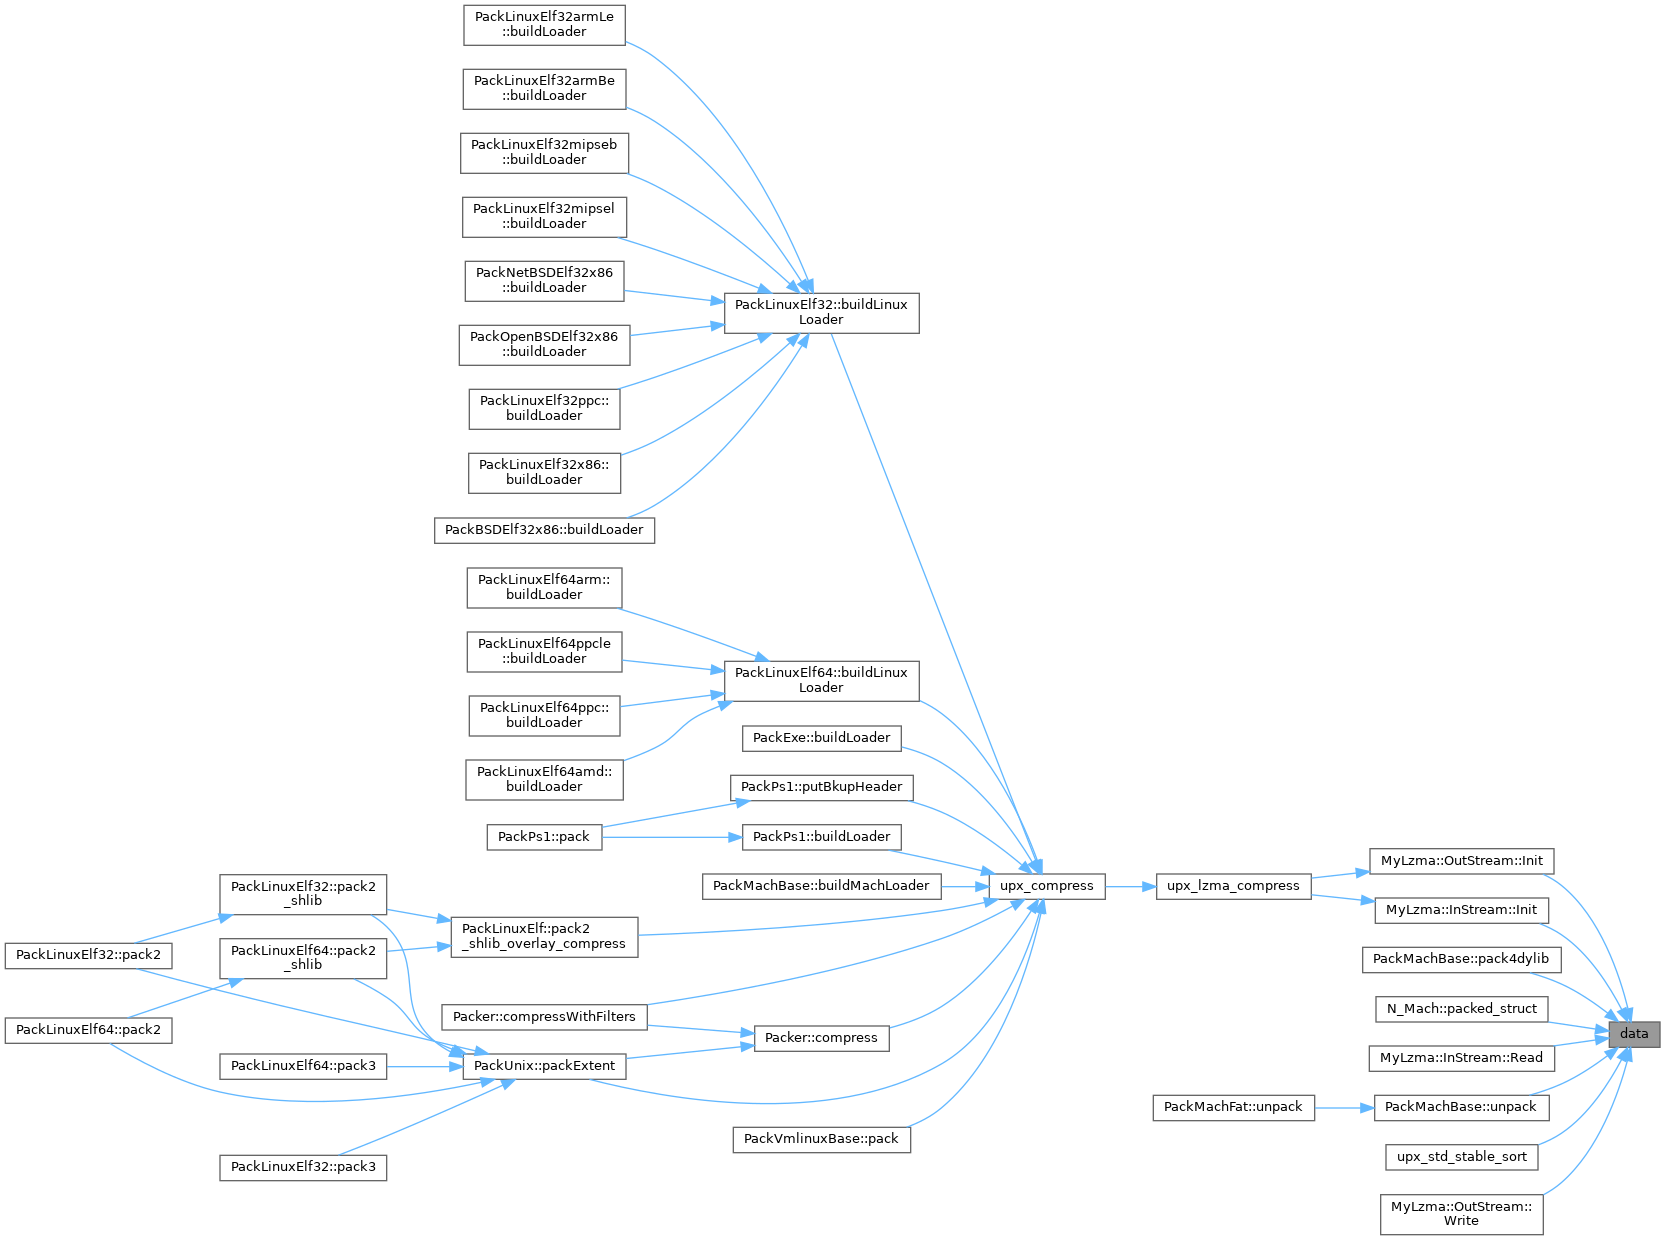 PackLinuxElf32armLe
::buildLoader
PackLinuxElf32armBe
::buildLoader
PackLinuxElf32mipseb
::buildLoader
PackLinuxElf32mipsel
::buildLoader
PackNetBSDElf32x86
::buildLoader
PackLinuxElf32::buildLinux
Loader
PackOpenBSDElf32x86
::buildLoader
PackLinuxElf32ppc::
buildLoader
PackLinuxElf32x86::
buildLoader
PackBSDElf32x86::buildLoader
PackLinuxElf64arm::
buildLoader
PackLinuxElf64ppcle
::buildLoader
PackLinuxElf64::buildLinux
Loader
PackLinuxElf64ppc::
buildLoader
PackExe::buildLoader
PackLinuxElf64amd::
buildLoader
PackPs1::putBkupHeader
PackPs1::pack
PackPs1::buildLoader
MyLzma::OutStream::Init
PackLinuxElf32::pack2
_shlib
PackMachBase::buildMachLoader
upx_compress
upx_lzma_compress
MyLzma::InStream::Init
PackLinuxElf::pack2
_shlib_overlay_compress
PackLinuxElf32::pack2
PackLinuxElf64::pack2
_shlib
PackMachBase::pack4dylib
N_Mach::packed_struct
Packer::compressWithFilters
PackLinuxElf64::pack2
Packer::compress
data
MyLzma::InStream::Read
PackLinuxElf64::pack3
PackUnix::packExtent
PackMachFat::unpack
PackMachBase::unpack
PackVmlinuxBase::pack
upx_std_stable_sort
PackLinuxElf32::pack3
MyLzma::OutStream::
Write